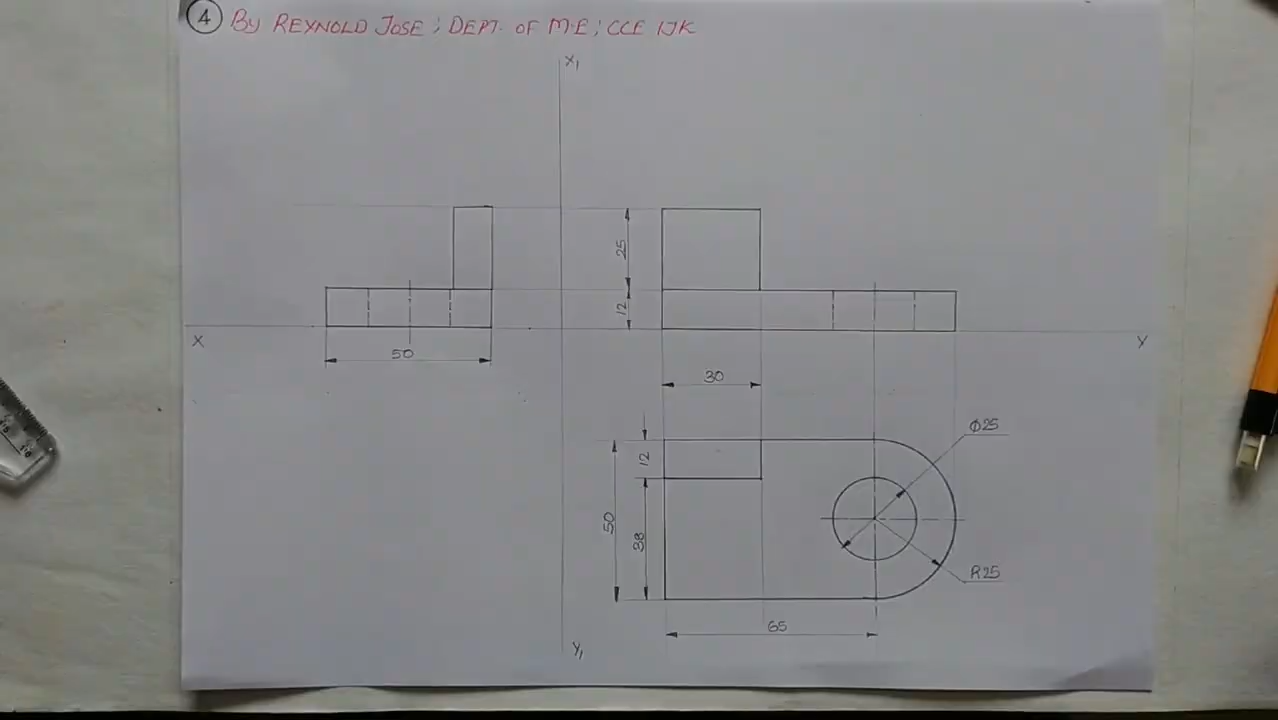 4 By REYNOLD JOSE ; DEPT. OF M.E ; CCE IJK
X1
25
12
X
Y
50
30
Φ25
12
50
38
R25
65
Y1